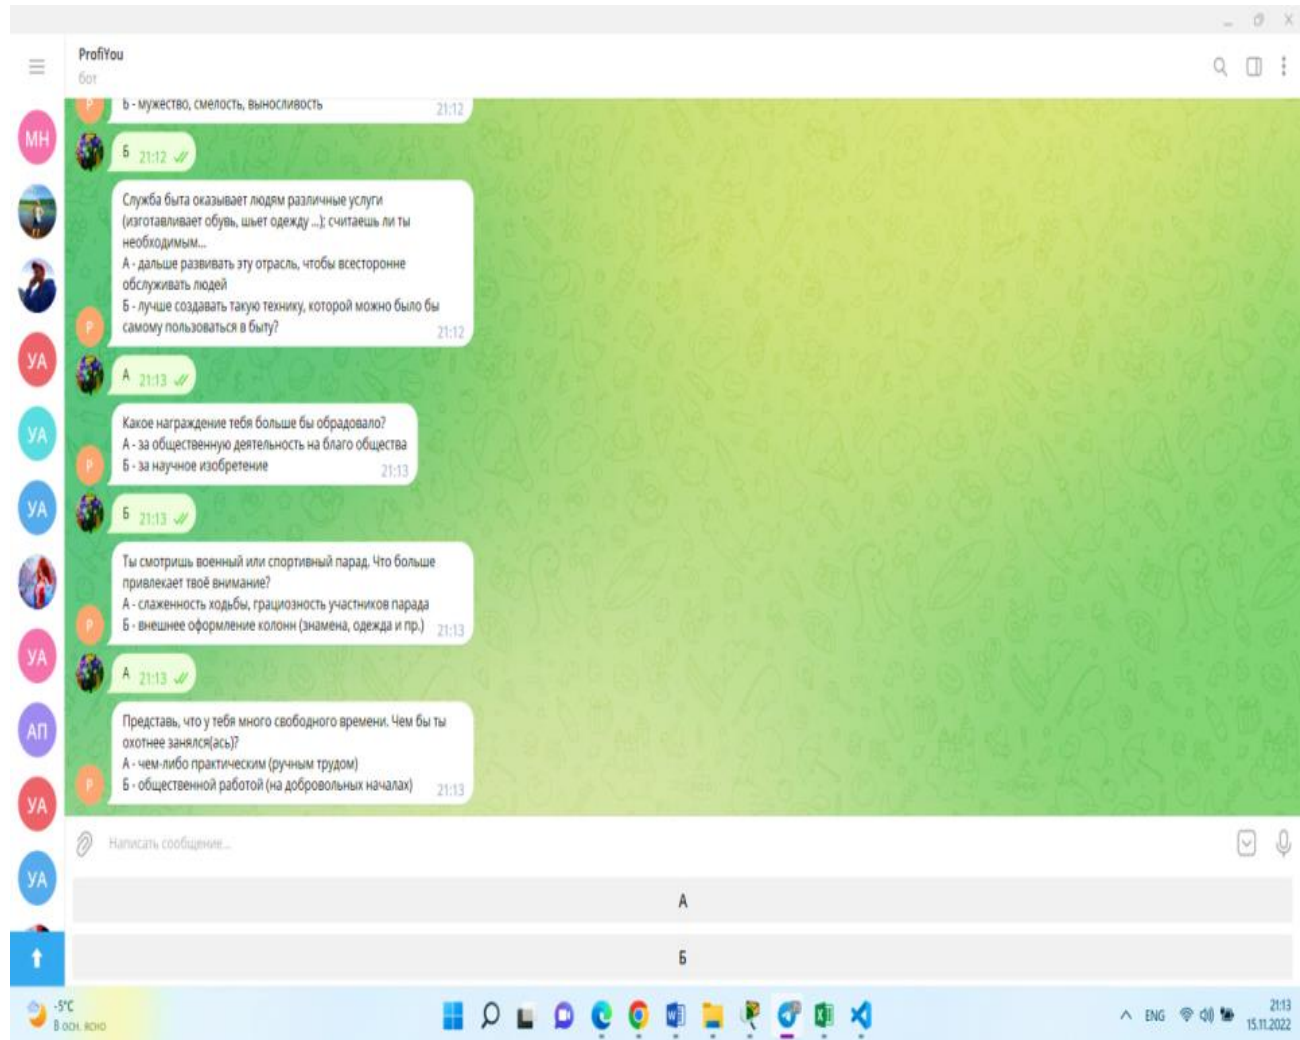 ProfiYou
бот
Б - мужество, смелость, выносливость 21:12
МН
Б 21:12
Служба быта оказывает людям различные услуги
(изготавливает обувь, шьет одежду ...); считаешь ли ты
необходимым...
А - дальше развивать эту отрасль, чтобы всесторонне
обслуживать людей
Б - лучше создавать такую технику, которой можно было бы
самому пользоваться в быту? 21:12
P
P
УА
А 21:13
Какое награждение тебя больше бы обрадовало?
А - за общественную деятельность на благо общества
Б - за научное изобретение 21:13
P
УА
УА
Б 21:13
Ты смотришь военный или спортивный парад. Что больше
привлекает твоё внимание?
А - слаженность ходьбы, грациозность участников парада
Б - внешнее оформление колонн (знамена, одежда и пр.) 21:13
P
УА
А 21:13
Представь, что у тебя много свободного времени. Чем бы ты
охотнее занялся(ась)?
А - чем-либо практическим (ручным трудом)
Б - общественной работой (на добровольных началах) 21:13
P
АП
УА
Написать сообщение...
УА
А
Б
-5°C
В осн. ясно
ENG
21:13
15.11.2022